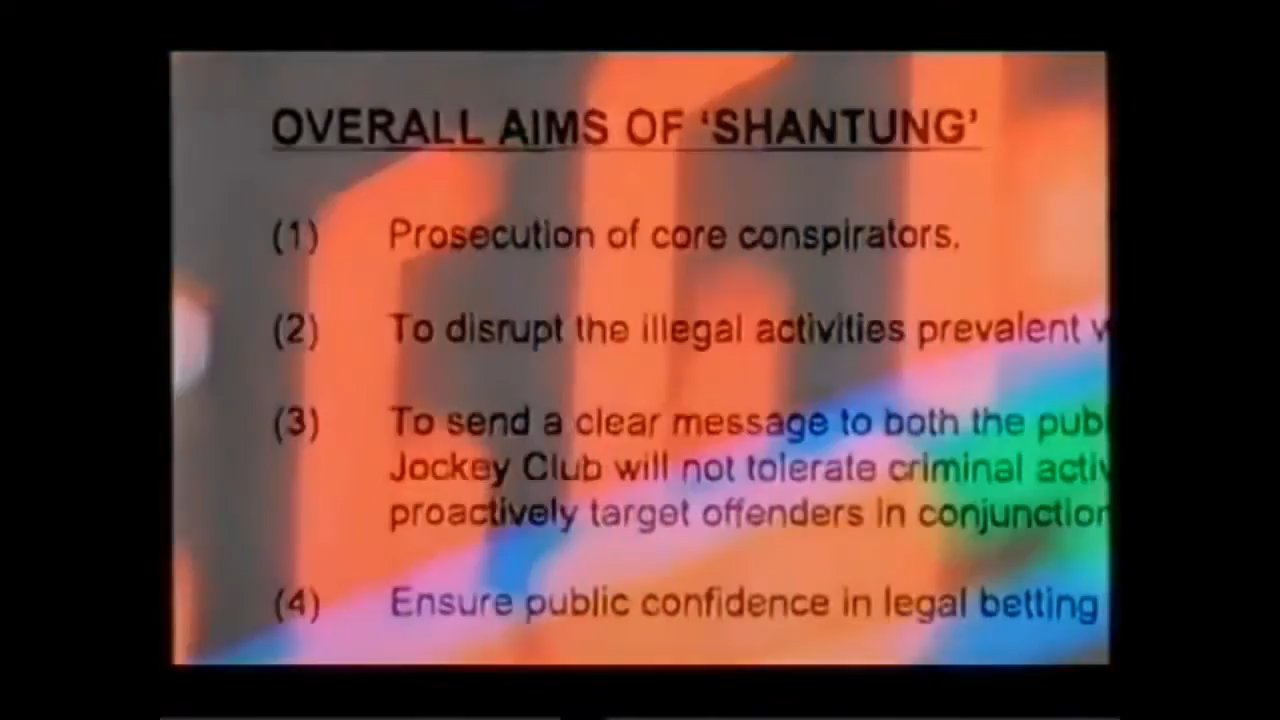 OVERALL AIMS OF ‘SHANTUNG’
(1) Prosecution of core conspirators.
(2) To disrupt the illegal activities prevalent
(3) To send a clear message to both the
Jockey Club will not tolerate criminal
proactively target offenders in
(4) Ensure public confidence in legal betting